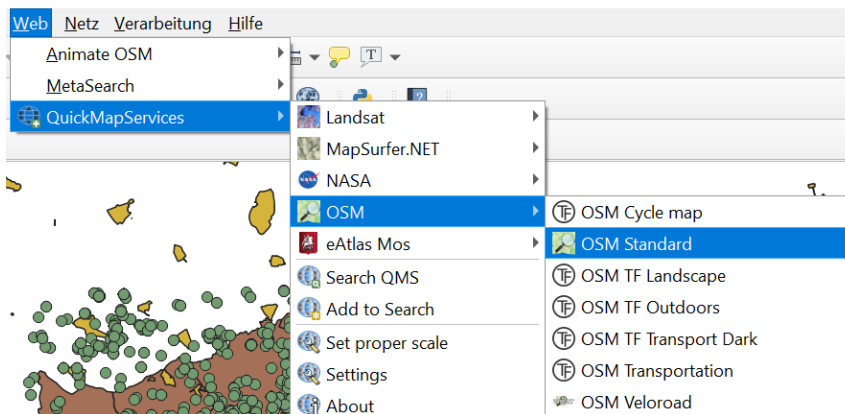 Web Netz Verarbeitung Hilfe
Animate OSM
MetaSearch
QuickMapServices
Landsat
MapSurfer.NET
NASA
OSM
eAtlas Mos
Search QMS
Add to Search
Set proper scale
Settings
About
OSM Cycle map
OSM Standard
OSM TF Landscape
OSM TF Outdoors
OSM TF Transport Dark
OSM Transportation
OSM Veloroad